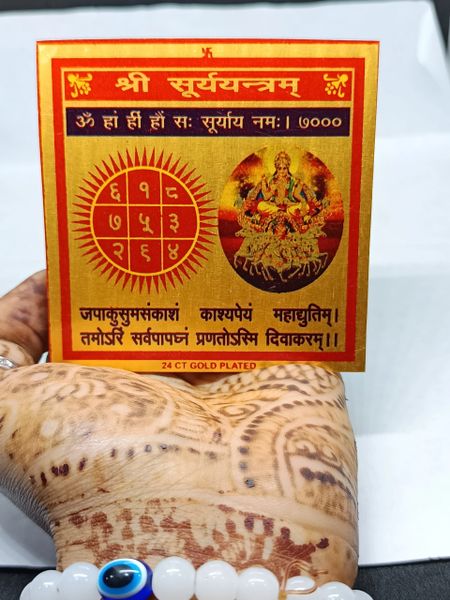 श्री सूर्ययन्त्रम्
ॐ हां हीं हौं सः सूर्याय नमः। ७०००
६ १ ८
७ ५ ३
२ ९ ४
जपाकुसुमसंकाशं काश्यपेयं महाद्युतिम्।
तमोऽरिं सर्वपापघ्नं प्रणतोऽस्मि दिवाकरम्।।
24 CT GOLD PLATED